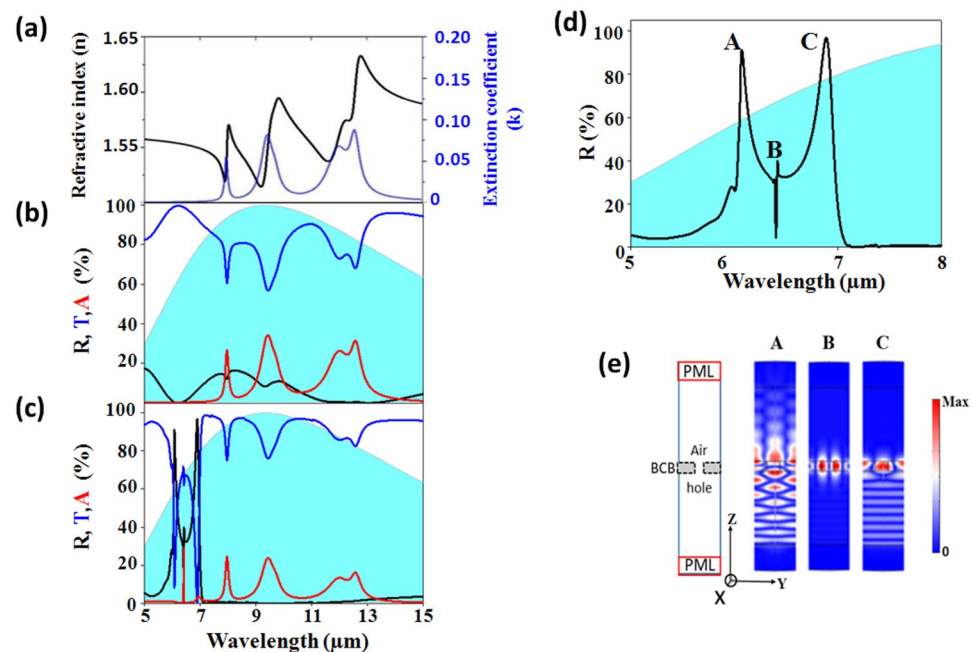 (a)
1.65
1.60
1.55
Refractive index (n)
0.20
0.15
0.10
0.05
0
Extinction coefficient
(k)
(b)
100
80
60
40
20
R, T,A (%)
(c)
100
80
60
40
20
0
R, T,A (%)
5 7 9 11 13 15
Wavelength (µm)
(d)
100
80
60
40
20
0
R (%)
A
B
C
5 6 7 8
Wavelength (µm)
(e)
A B C
PML
Air
BCB
hole
PML
Z
Y
X
Max
0